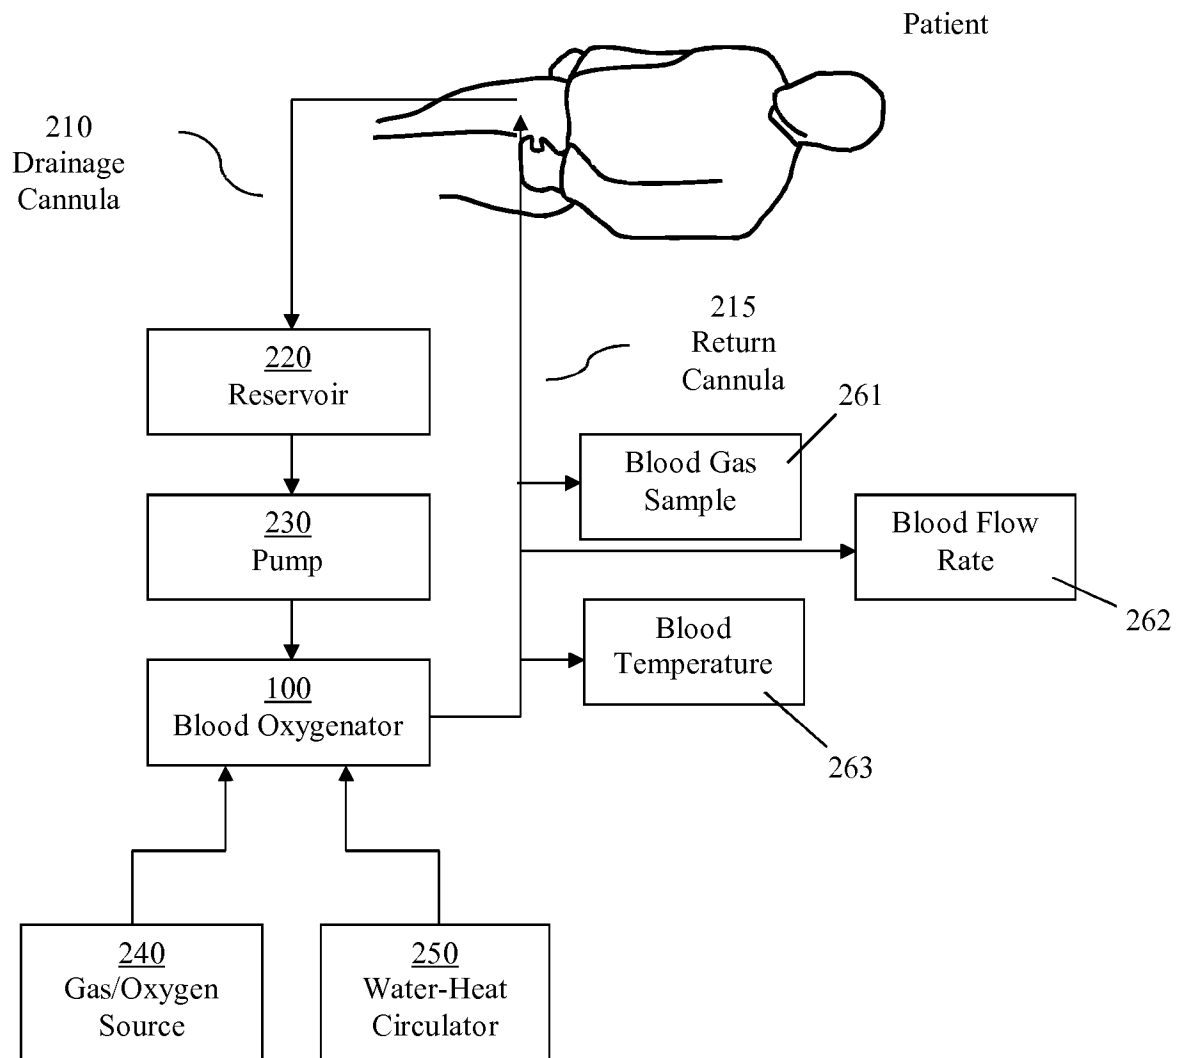 Patient
210
Drainage
Cannula
215
Return
Cannula
220
Reservoir
261
Blood Gas
Sample
230
Pump
Blood Flow
Rate
262
Blood
Temperature
263
100
Blood Oxygenator
240
Gas/Oxygen
Source
250
Water-Heat
Circulator